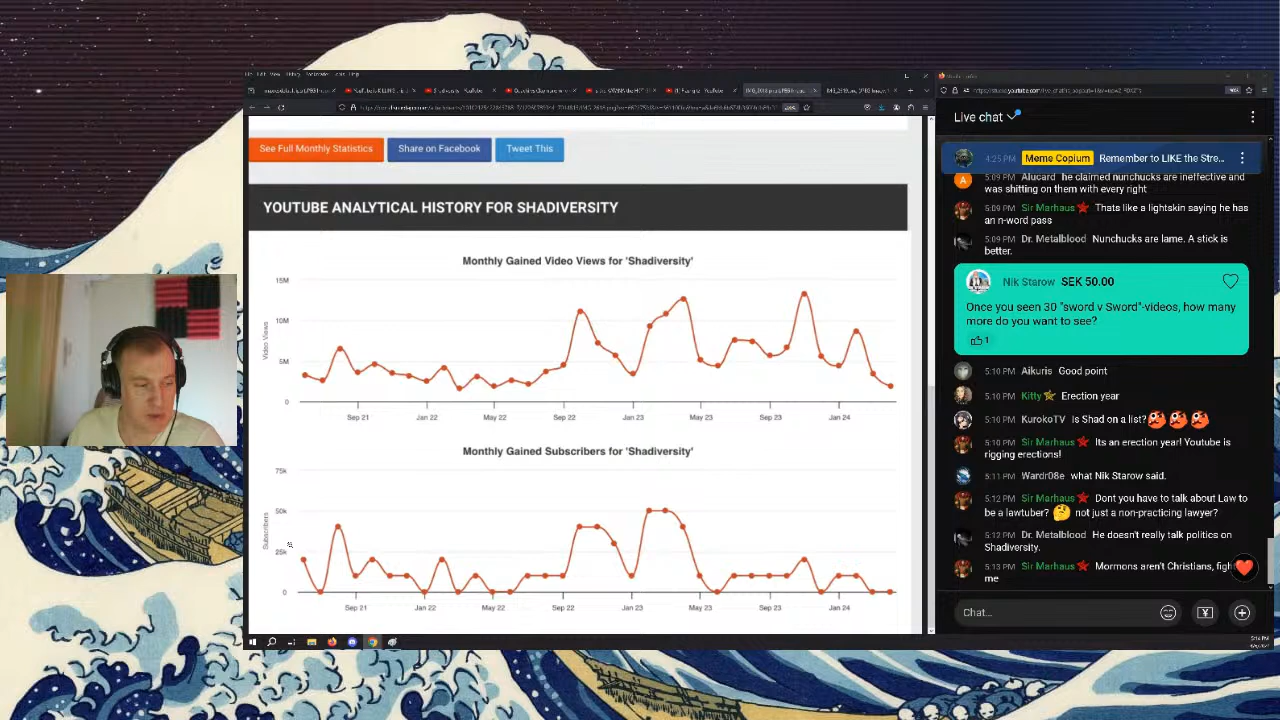 See Full Monthly Statistics
Share on Facebook
Tweet This
YOUTUBE ANALYTICAL HISTORY FOR SHADIVERSITY
Monthly Gained Video Views for 'Shadiversity'
15M
10M
5M
0
Video Views
Sep 21
Jan 22
May 22
Sep 22
Jan 23
May 23
Sep 23
Jan 24
Monthly Gained Subscribers for 'Shadiversity'
75k
50k
25k
0
Subscribers
Sep 21
Jan 22
May 22
Sep 22
Jan 23
May 23
Sep 23
Jan 24
Live chat
4:25 PM Meme Copium Remember to LIKE the Stre...
5:09 PM Alucard he claimed nunchucks are ineffective and
was shitting on them with every right
5:09 PM Sir Marhaus Thats like a lightskin saying he has
an n-word pass
5:09 PM Dr. Metalblood Nunchucks are lame. A stick is
better.
Nik Starow SEK 50.00
Once you seen 30 "sword v Sword"-videos, how many
more do you want to see?
1
5:10 PM Aikuris Good point
5:10 PM Kitty Erection year
5:10 PM KurokoTV Is Shad on a list?
5:10 PM Sir Marhaus Its an erection year! Youtube is
rigging erections!
5:11 PM Wardr08e what Nik Starow said.
5:12 PM Sir Marhaus Dont you have to talk about Law to
be a lawtuber? not just a non-practicing lawyer?
5:12 PM Dr. Metalblood He doesn't really talk politics on
Shadiversity.
5:13 PM Sir Marhaus Mormons aren't Christians, figh
me
Chat...